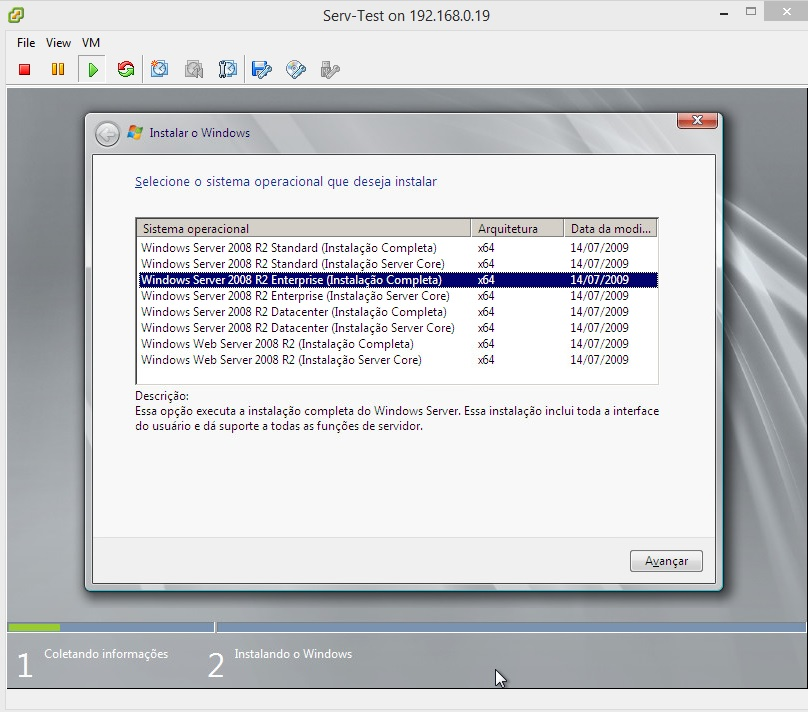 Serv-Test on 192.168.0.19
File View VM
Instalar o Windows
Selecione o sistema operacional que deseja instalar
Sistema operacional Arquitetura Data da modi...
Windows Server 2008 R2 Standard (Instalação Completa) x64 14/07/2009
Windows Server 2008 R2 Standard (Instalação Server Core) x64 14/07/2009
Windows Server 2008 R2 Enterprise (Instalação Completa) x64 14/07/2009
Windows Server 2008 R2 Enterprise (Instalação Server Core) x64 14/07/2009
Windows Server 2008 R2 Datacenter (Instalação Completa) x64 14/07/2009
Windows Server 2008 R2 Datacenter (Instalação Server Core) x64 14/07/2009
Windows Web Server 2008 R2 (Instalação Completa) x64 14/07/2009
Windows Web Server 2008 R2 (Instalação Server Core) x64 14/07/2009
Descrição:
Essa opção executa a instalação completa do Windows Server. Essa instalação inclui toda a interface
do usuário e dá suporte a todas as funções de servidor.
Avançar
1 Coletando informações 2 Instalando o Windows